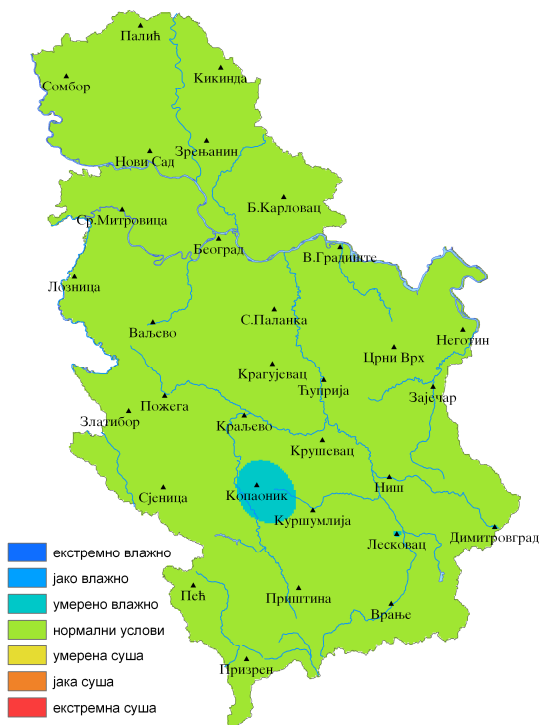 Палић
Сомбор
Кикинда
Нови Сад
Зрењанин
Б.Карловац
Ср.Митровица
Београд
В.Градиште
Лозница
Ваљево
С.Паланка
Неготин
Црни Врх
Крагујевац
Ћуприја
Зајечар
Пожега
Златибор
Краљево
Крушевац
Ниш
Сјеница
Копаоник
Куршумлија
Лесковац
Димитровград
Пећ
Приштина
Врање
Призрен
екстремно влажно
јако влажно
умерено влажно
нормални услови
умерена суша
јака суша
екстремна суша